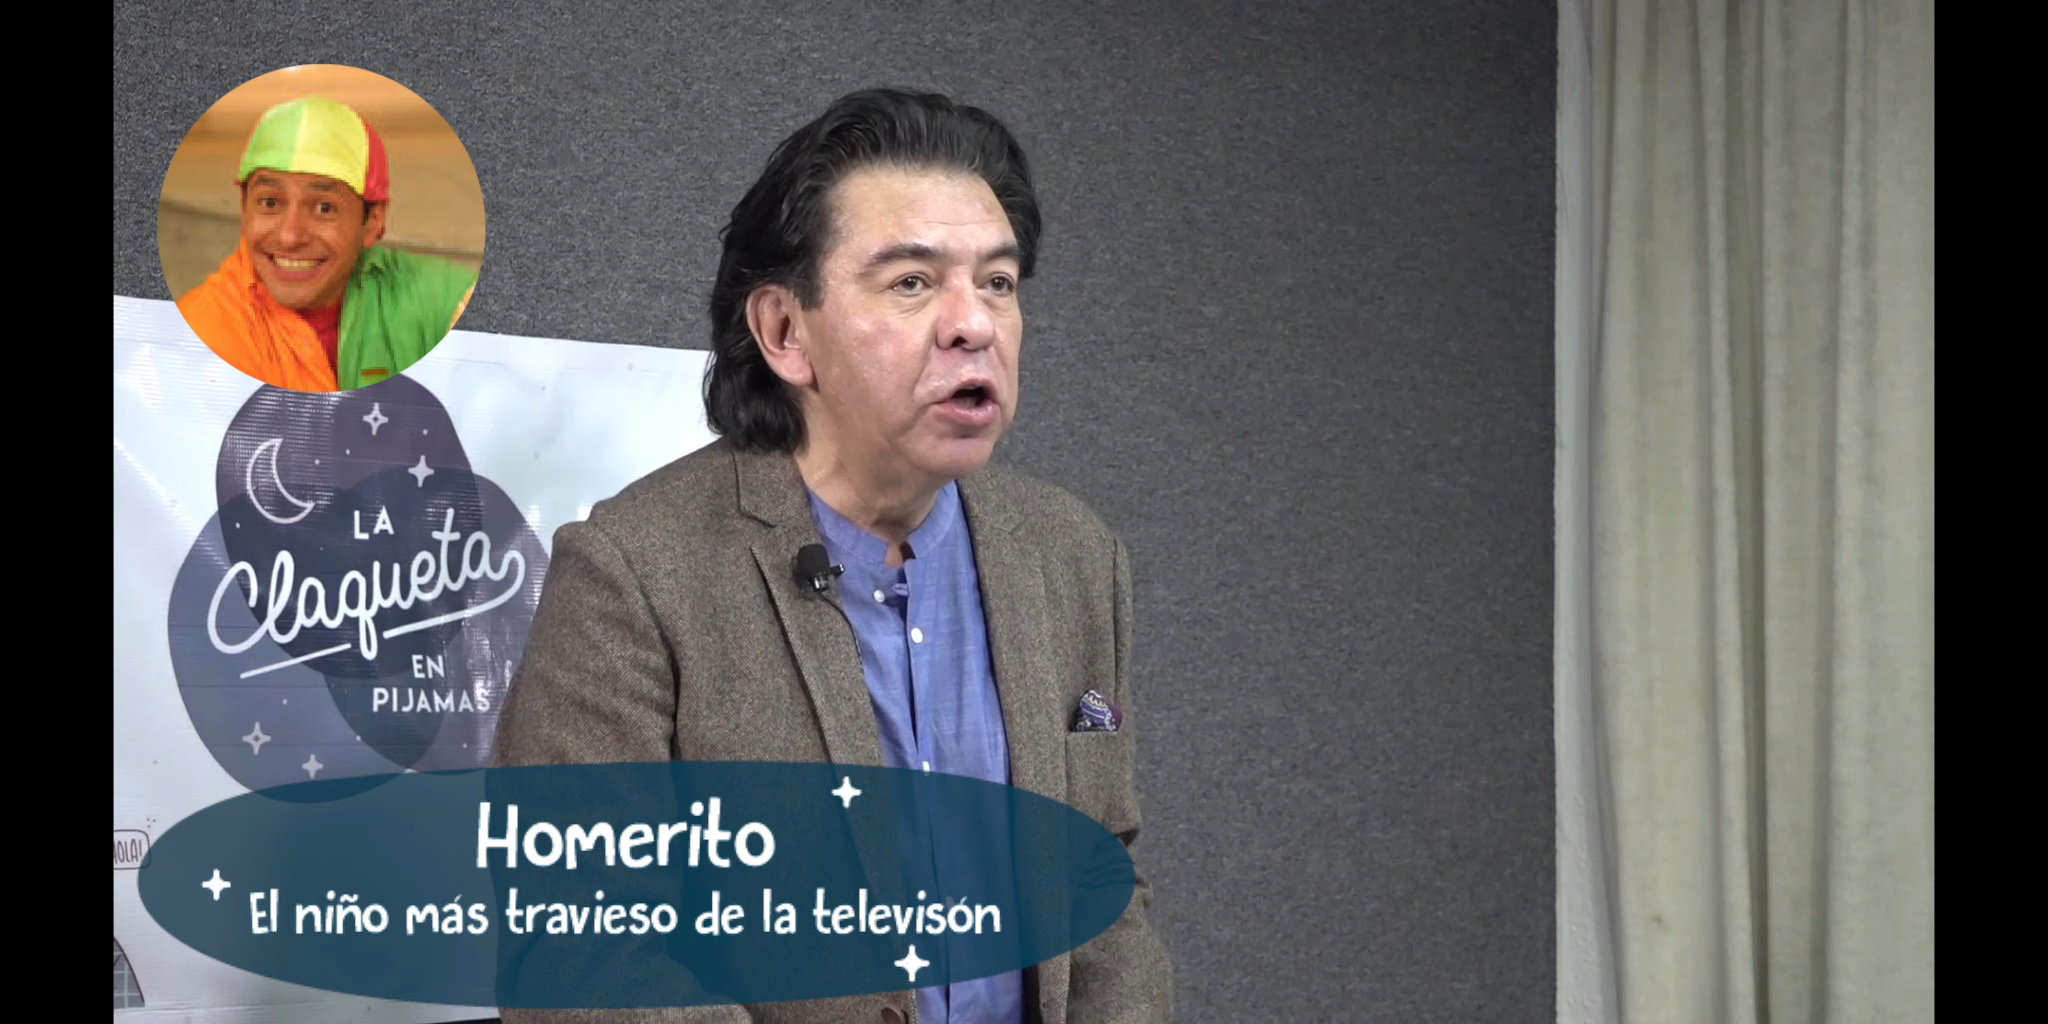 LA
Claqueta
EN
PIJAMAS
Homerito
El niño más travieso de la televisón